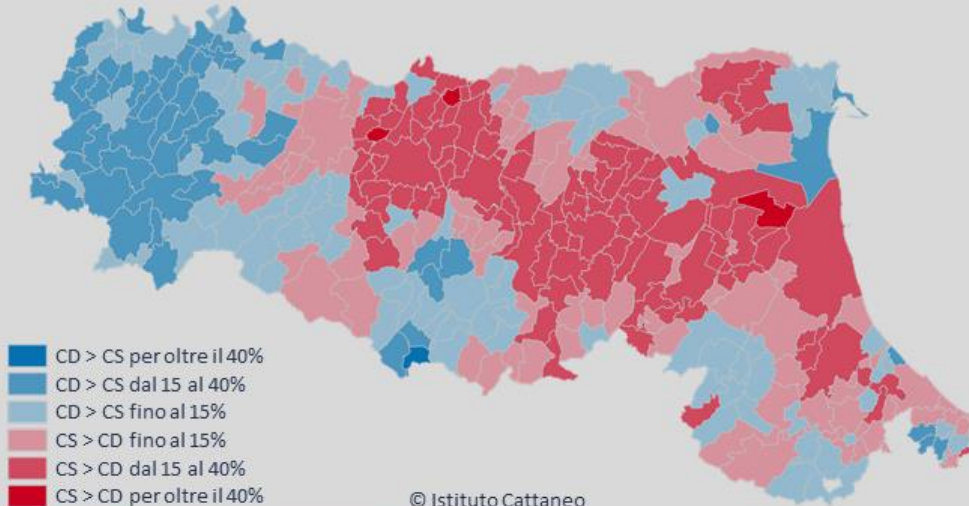 CD > CS per oltre il 40%
CD > CS dal 15 al 40%
CD > CS fino al 15%
CS > CD fino al 15%
CS > CD dal 15 al 40%
CS > CD per oltre il 40%
© Istituto Cattaneo